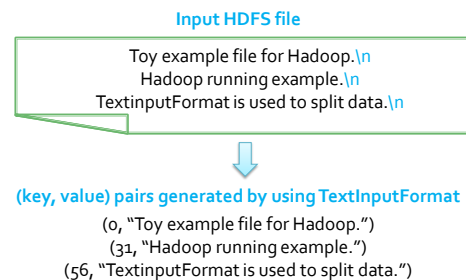 Input HDFS file
Toy example file for Hadoop.\n
Hadoop running example.\n
TextinputFormat is used to split data.\n
(key, value) pairs generated by using TextInputFormat
(0, “Toy example file for Hadoop.”)
(31, “Hadoop running example.”)
(56, “TextinputFormat is used to split data.”)